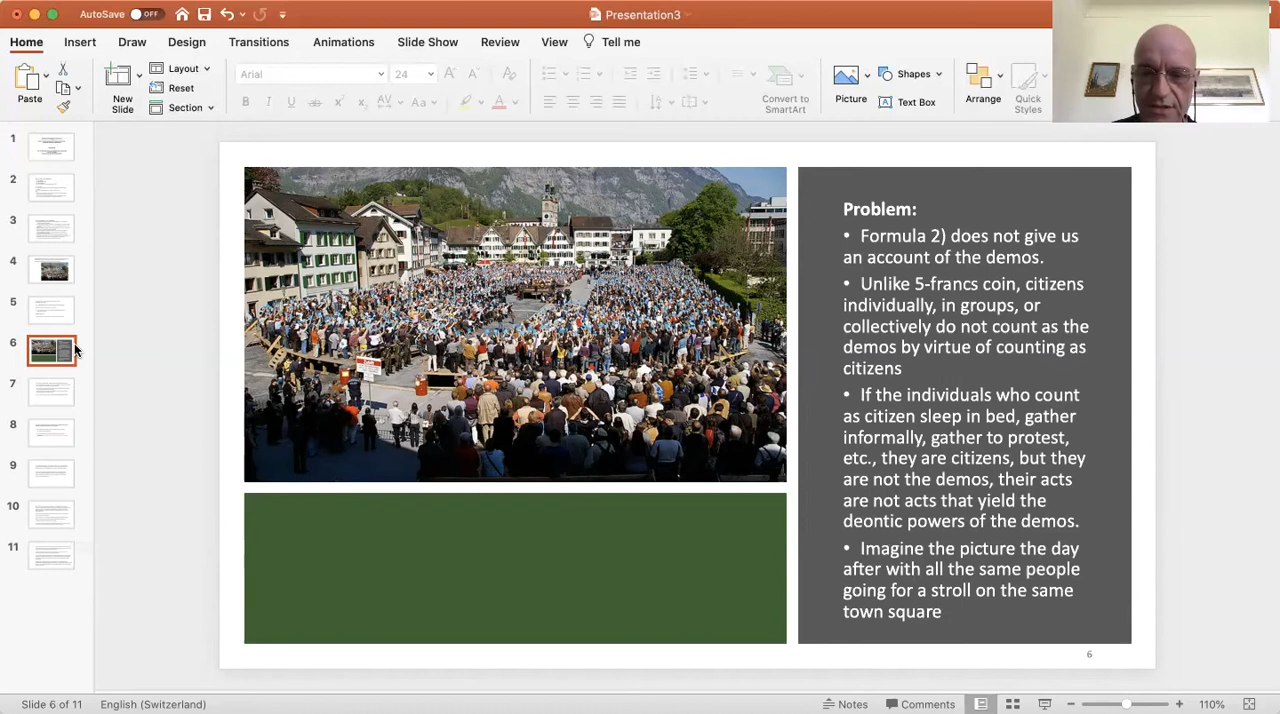 AutoSave OFF
Presentation3
Home Insert Draw Design Transitions Animations Slide Show Review View Tell me
Paste
New
Slide
Layout
Reset
Section
Arial
24
B I U ab
Aa
Convert to
SmartArt
Picture
Shapes
Text Box
Arrange
Quick
Styles
1
2
3
4
5
6
7
8
9
10
11
Problem:
• Formula 2) does not give us
an account of the demos.
• Unlike 5-francs coin, citizens
individually, in groups, or
collectively do not count as the
demos by virtue of counting as
citizens
• If the individuals who count
as citizen sleep in bed, gather
informally, gather to protest,
etc., they are citizens, but they
are not the demos, their acts
are not acts that yield the
deontic powers of the demos.
• Imagine the picture the day
after with all the same people
going for a stroll on the same
town square
6
Slide 6 of 11
English (Switzerland)
Notes
Comments
110%